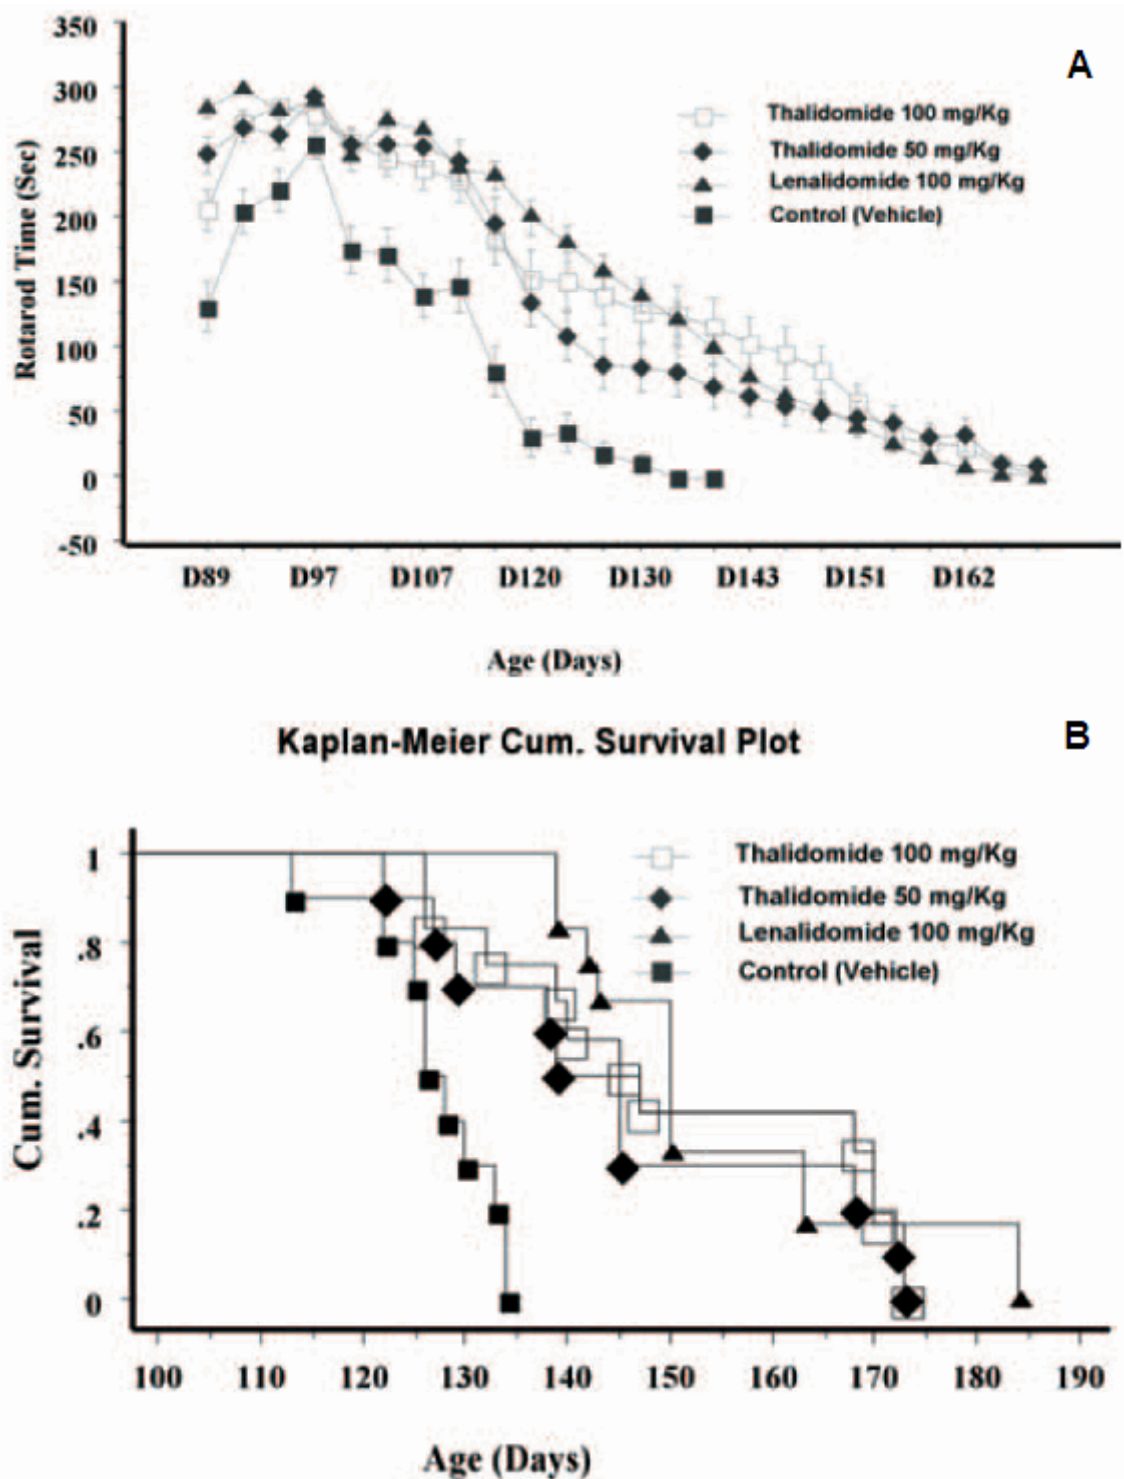 A
350
300
250
200
150
100
50
0
-50
Rotarod Time (Sec)
Thalidomide 100 mg/Kg
Thalidomide 50 mg/Kg
Lenalidomide 100 mg/Kg
Control (Vehicle)
D89 D97 D107 D120 D130 D143 D151 D162
Age (Days)
Kaplan-Meier Cum. Survival Plot
B
1
.8
.6
.4
.2
0
Cum. Survival
Thalidomide 100 mg/Kg
Thalidomide 50 mg/Kg
Lenalidomide 100 mg/Kg
Control (Vehicle)
100 110 120 130 140 150 160 170 180 190
Age (Days)